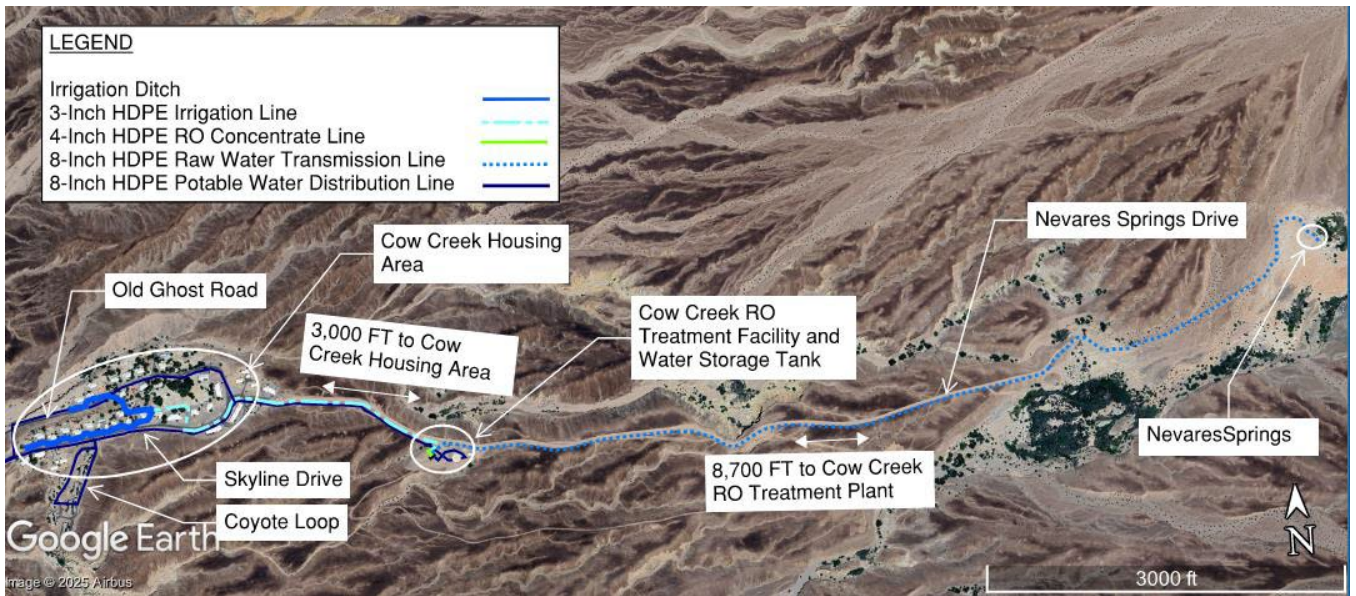 LEGEND
Irrigation Ditch
3-Inch HDPE Irrigation Line
4-Inch HDPE RO Concentrate Line
8-Inch HDPE Raw Water Transmission Line
8-Inch HDPE Potable Water Distribution Line
Nevares Springs Drive
Cow Creek Housing
Area
Old Ghost Road
3,000 FT to Cow
Creek Housing Area
Cow Creek RO
Treatment Facility and
Water Storage Tank
NevaresSprings
8,700 FT to Cow Creek
RO Treatment Plant
Skyline Drive
Coyote Loop
Google Earth
Image © 2025 Airbus
N
3000 ft